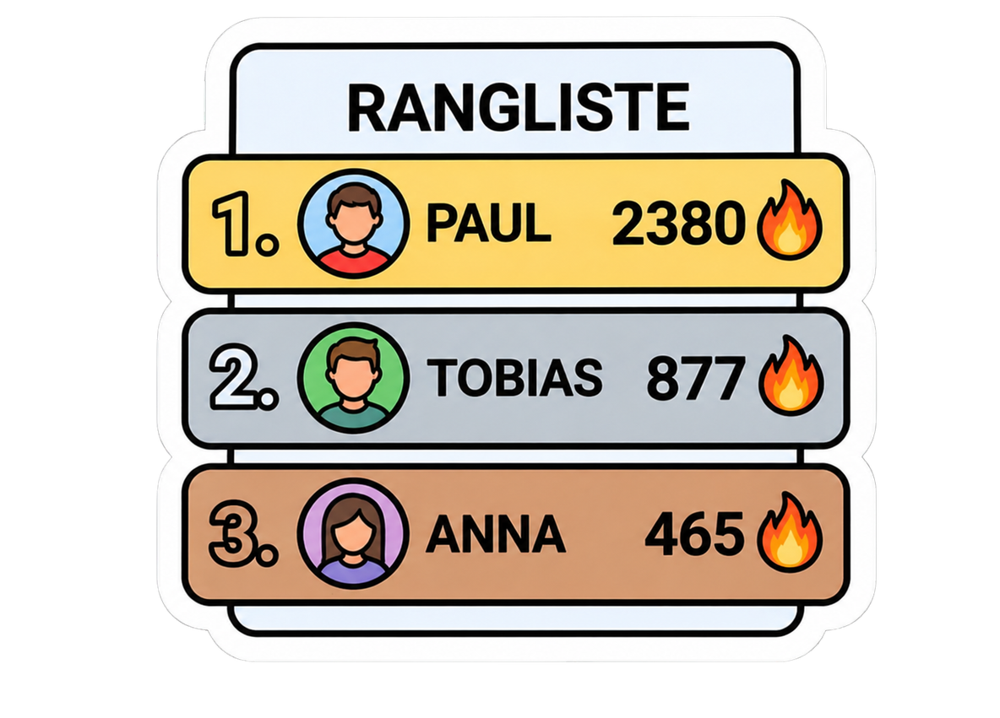 RANGLISTE
1. PAUL 2380
2. TOBIAS 877
3. ANNA 465